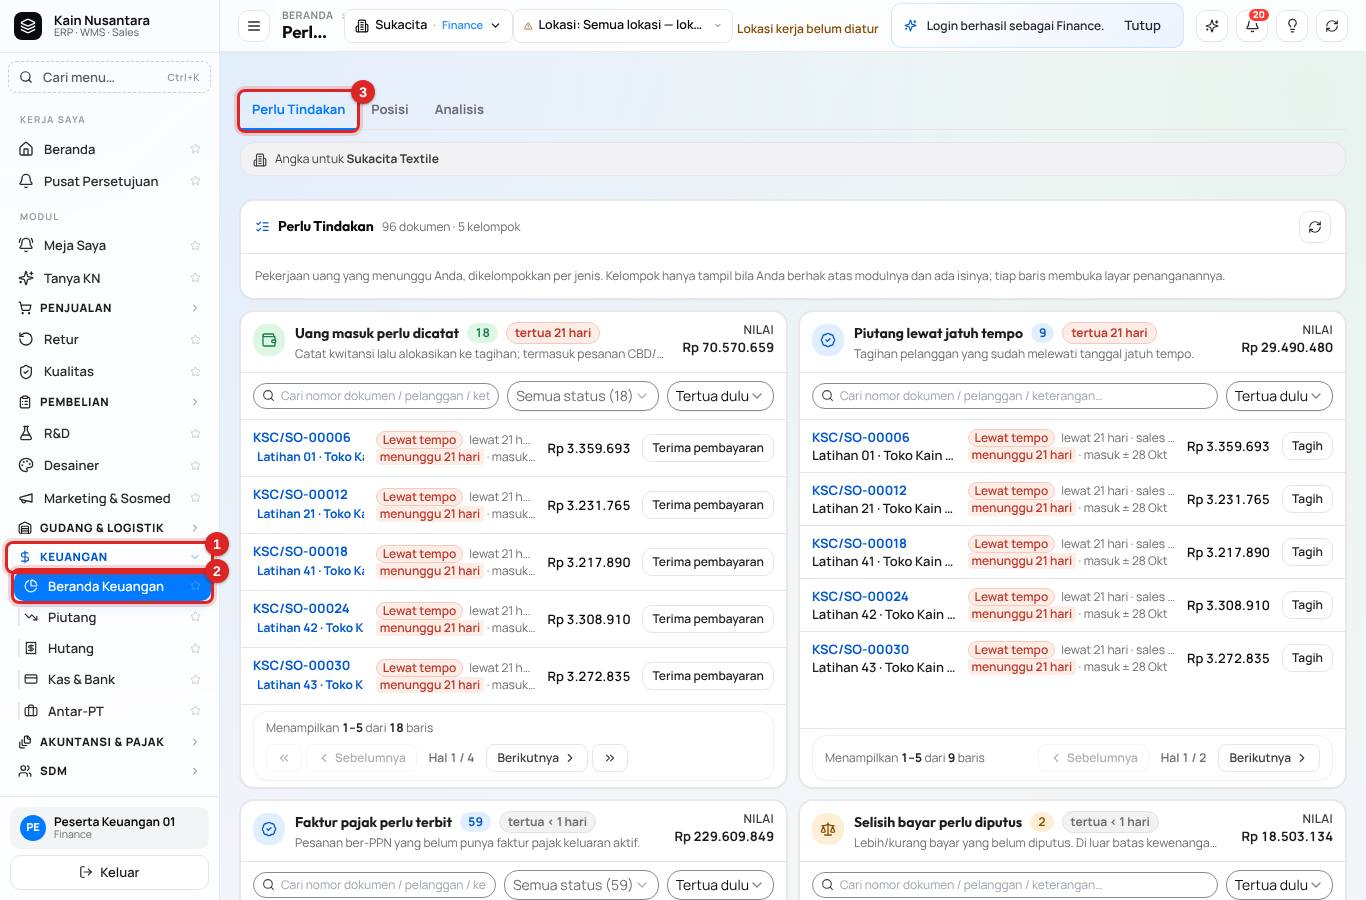 Kain Nusantara
ERP · WMS · Sales
Cari menu...
Ctrl+K
KERJA SAYA
Beranda
Pusat Persetujuan
MODUL
Meja Saya
Tanya KN
PENJUALAN
Retur
Kualitas
PEMBELIAN
R&D
Desainer
Marketing & Sosmed
GUDANG & LOGISTIK
KEUANGAN
1
Beranda Keuangan
2
Piutang
Hutang
Kas & Bank
Antar-PT
AKUNTANSI & PAJAK
SDM
PE
Peserta Keuangan 01
Finance
Keluar
BERANDA
Perl...
Sukacita · Finance
Lokasi: Semua lokasi — lok...
Lokasi kerja belum diatur
Login berhasil sebagai Finance.
Tutup
20
Perlu Tindakan
3
Posisi
Analisis
Angka untuk Sukacita Textile
Perlu Tindakan
96 dokumen · 5 kelompok
Pekerjaan uang yang menunggu Anda, dikelompokkan per jenis. Kelompok hanya tampil bila Anda berhak atas modulnya dan ada isinya; tiap baris membuka layar penanganannya.
Uang masuk perlu dicatat
18
tertua 21 hari
Catat kwitansi lalu alokasikan ke tagihan; termasuk pesanan CBD/...
NILAI
Rp 70.570.659
Cari nomor dokumen / pelanggan / ket
Semua status (18)
Tertua dulu
KSC/SO-00006
Latihan 01 · Toko Ka
Lewat tempo
lewat 21 h...
menunggu 21 hari
· masuk...
Rp 3.359.693
Terima pembayaran
KSC/SO-00012
Latihan 21 · Toko Ka
Lewat tempo
lewat 21 h...
menunggu 21 hari
· masuk...
Rp 3.231.765
Terima pembayaran
KSC/SO-00018
Latihan 41 · Toko Ka
Lewat tempo
lewat 21 h...
menunggu 21 hari
· masuk...
Rp 3.217.890
Terima pembayaran
KSC/SO-00024
Latihan 42 · Toko K
Lewat tempo
lewat 21 h...
menunggu 21 hari
· masuk...
Rp 3.308.910
Terima pembayaran
KSC/SO-00030
Latihan 43 · Toko K
Lewat tempo
lewat 21 h...
menunggu 21 hari
· masuk...
Rp 3.272.835
Terima pembayaran
Menampilkan 1–5 dari 18 baris
Sebelumnya
Hal 1 / 4
Berikutnya
Piutang lewat jatuh tempo
9
tertua 21 hari
Tagihan pelanggan yang sudah melewati tanggal jatuh tempo.
NILAI
Rp 29.490.480
Cari nomor dokumen / pelanggan / keterangan...
Tertua dulu
KSC/SO-00006
Latihan 01 · Toko Kain ...
Lewat tempo
lewat 21 hari · sales ...
menunggu 21 hari
· masuk ± 28 Okt
Rp 3.359.693
Tagih
KSC/SO-00012
Latihan 21 · Toko Kain ...
Lewat tempo
lewat 21 hari · sales ...
menunggu 21 hari
· masuk ± 28 Okt
Rp 3.231.765
Tagih
KSC/SO-00018
Latihan 41 · Toko Kain ...
Lewat tempo
lewat 21 hari · sales ...
menunggu 21 hari
· masuk ± 28 Okt
Rp 3.217.890
Tagih
KSC/SO-00024
Latihan 42 · Toko Kain ...
Lewat tempo
lewat 21 hari · sales ...
menunggu 21 hari
· masuk ± 28 Okt
Rp 3.308.910
Tagih
KSC/SO-00030
Latihan 43 · Toko Kain ...
Lewat tempo
lewat 21 hari · sales ...
menunggu 21 hari
· masuk ± 28 Okt
Rp 3.272.835
Tagih
Menampilkan 1–5 dari 9 baris
Sebelumnya
Hal 1 / 2
Berikutnya
Faktur pajak perlu terbit
59
tertua < 1 hari
Pesanan ber-PPN yang belum punya faktur pajak keluaran aktif.
NILAI
Rp 229.609.849
Cari nomor dokumen / pelanggan / ke
Semua status (59)
Tertua dulu
Selisih bayar perlu diputus
2
tertua < 1 hari
Lebih/kurang bayar yang belum diputus. Di luar batas kewenanga...
NILAI
Rp 18.503.134
Cari nomor dokumen / pelanggan / keterangan...
Tertua dulu